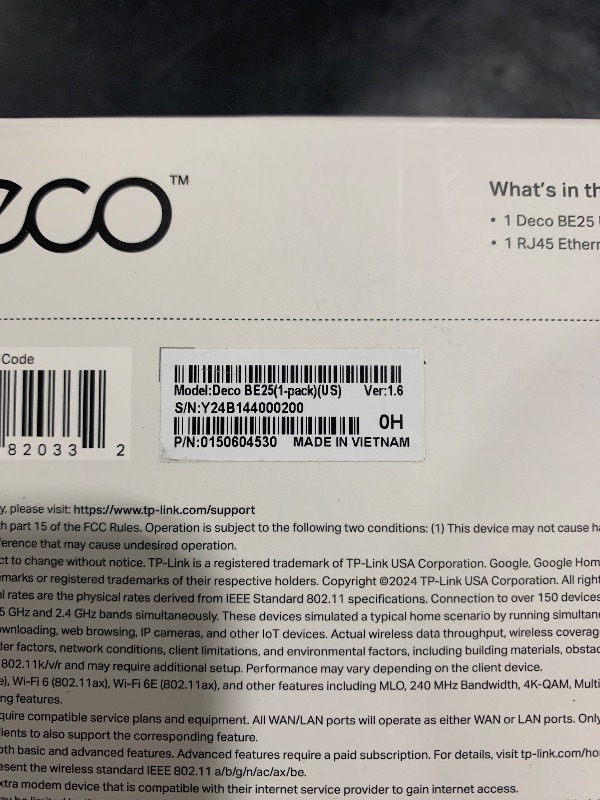 eco™
What's in th
• 1 Deco BE25
• 1 RJ45 Ethern
Code
82033 2
Model:Deco BE25(1-pack)(US) Ver:1.6
S/N:Y24B144000200
0H
P/N:0150604530 MADE IN VIETNAM
y, please visit: https://www.tp-link.com/support
h part 15 of the FCC Rules. Operation is subject to the following two conditions: (1) This device may not cause ha
ference that may cause undesired operation.
ct to change without notice. TP-Link is a registered trademark of TP-Link USA Corporation. Google, Google Hom
emarks or registered trademarks of their respective holders. Copyright ©2024 TP-Link USA Corporation. All right
al rates are the physical rates derived from IEEE Standard 802.11 specifications. Connection to over 150 devices
5 GHz and 2.4 GHz bands simultaneously. These devices simulated a typical home scenario by running simultan
ownloading, web browsing, IP cameras, and other IoT devices. Actual wireless data throughput, wireless coverag
der factors, network conditions, client limitations, and environmental factors, including building materials, obstac
802.11k/v/r and may require additional setup. Performance may vary depending on the client device.
e), Wi-Fi 6 (802.11ax), Wi-Fi 6E (802.11ax), and other features including MLO, 240 MHz Bandwidth, 4K-QAM, Multi
ng features.
quire compatible service plans and equipment. All WAN/LAN ports will operate as either WAN or LAN ports. Only
lients to also support the corresponding feature.
oth basic and advanced features. Advanced features require a paid subscription. For details, visit tp-link.com/ho
esent the wireless standard IEEE 802.11 a/b/g/n/ac/ax/be.
xtra modem device that is compatible with their internet service provider to gain internet access.